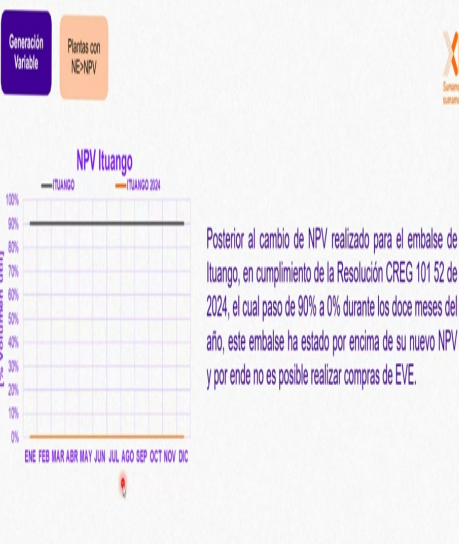 Generación
Variable
Plantas con
NE>NPV
Sumamos
sumamos
NPV Ituango
ITUANGO
ITUANGO 2024
100%
90%
80%
70%
60%
50%
40%
30%
20%
10%
0%
ENE FEB MAR ABR MAY JUN JUL AGO SEP OCT NOV DIC
Posterior al cambio de NPV realizado para el embalse de
Ituango, en cumplimiento de la Resolución CREG 101 52 de
2024, el cual paso de 90% a 0% durante los doce meses del
año, este embalse ha estado por encima de su nuevo NPV
y por ende no es posible realizar compras de EVE.